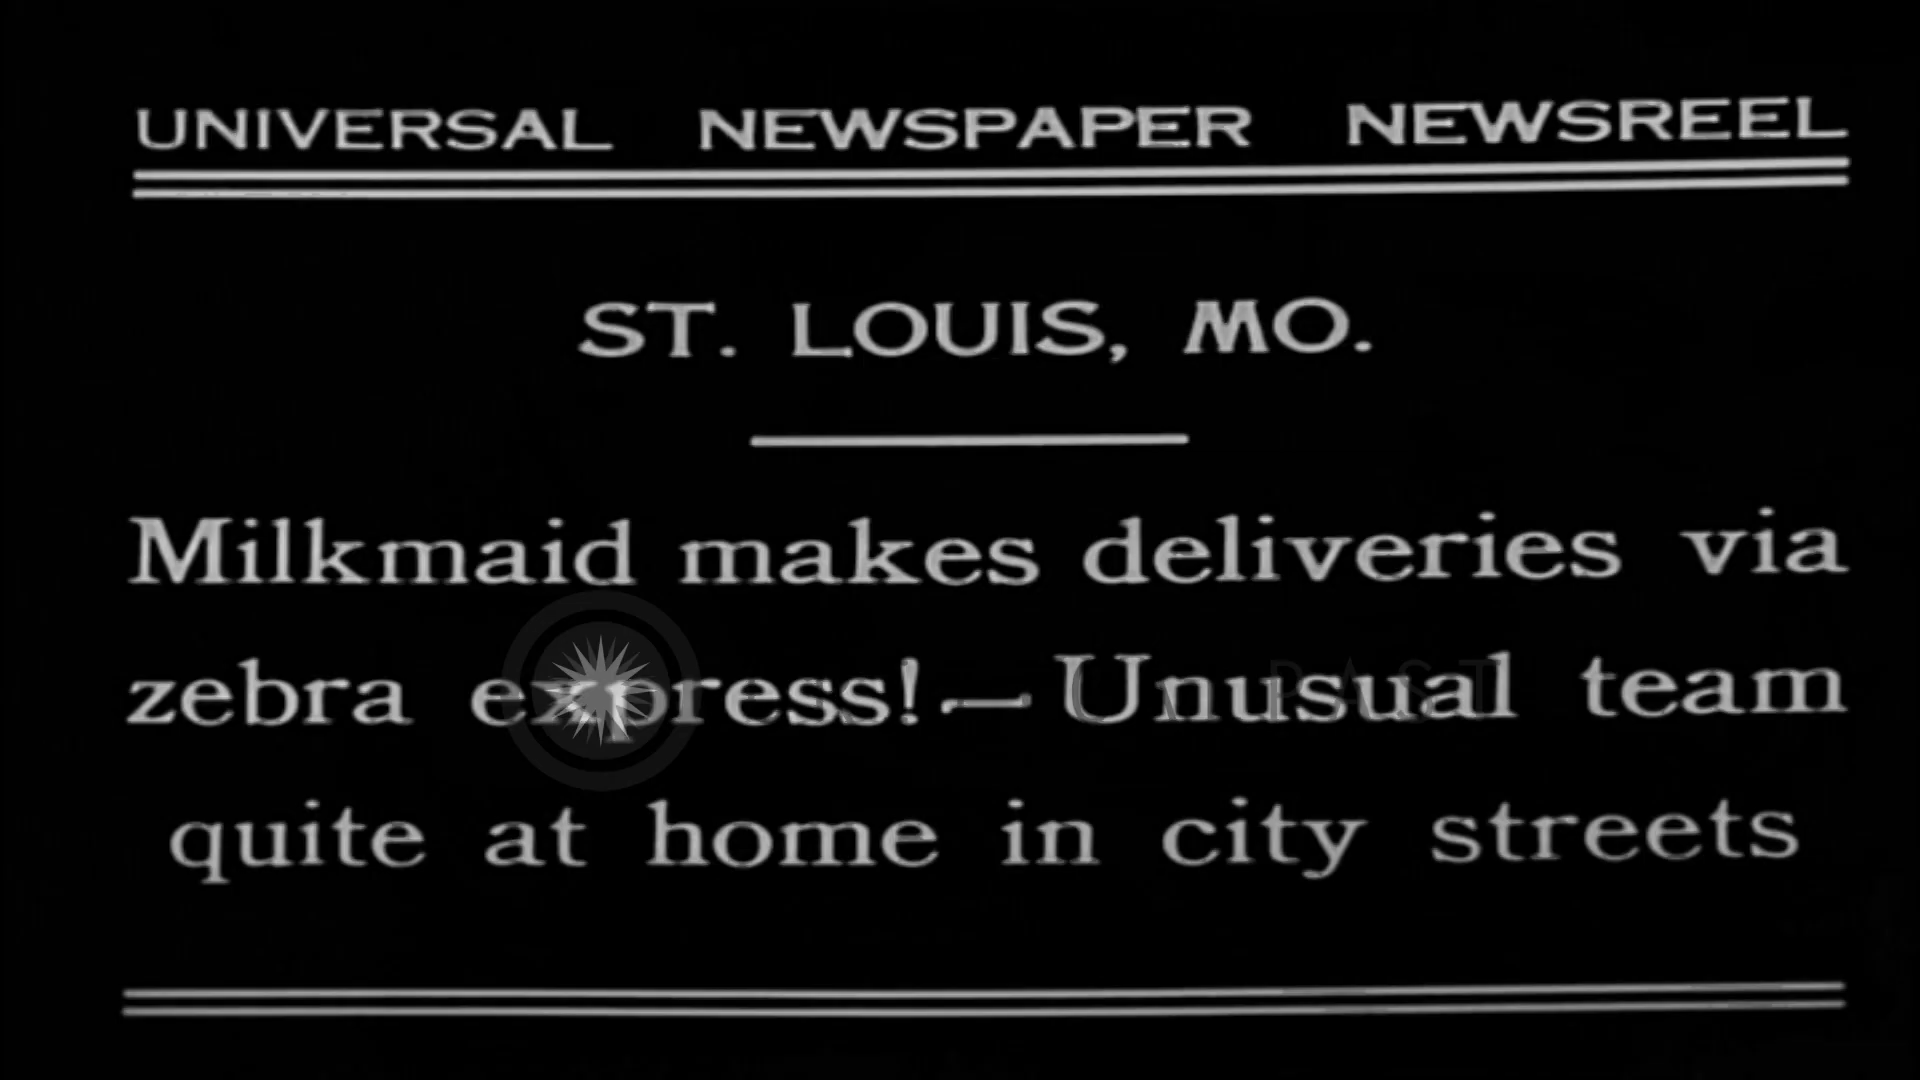 UNIVERSAL NEWSPAPER NEWSREEL
ST. LOUIS, MO.
Milkmaid makes deliveries via
zebra express! — Unusual team
quite at home in city streets